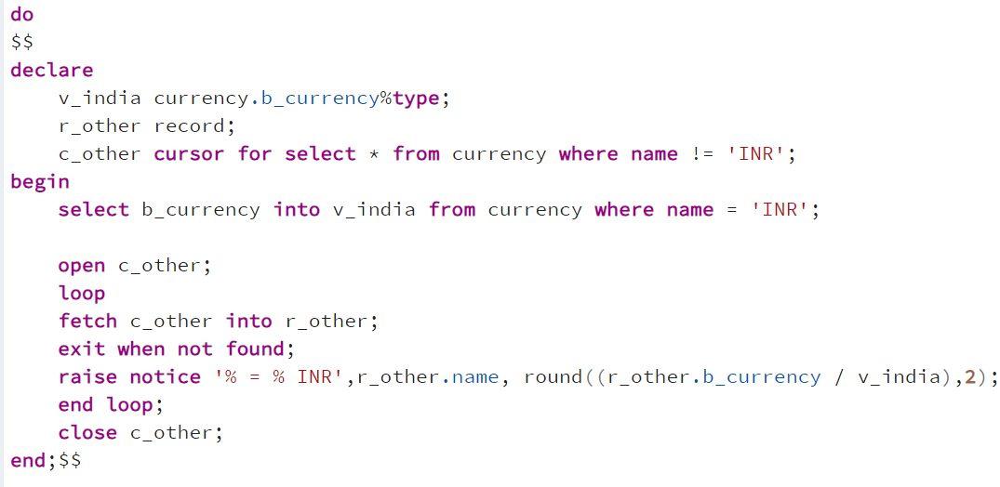 do
$$
declare
    v_india currency.b_currency%type;
    r_other record;
    c_other cursor for select * from currency where name != 'INR';
begin
    select b_currency into v_india from currency where name = 'INR';

    open c_other;
    loop
    fetch c_other into r_other;
    exit when not found;
    raise notice '% = % INR',r_other.name, round((r_other.b_currency / v_india),2);
    end loop;
    close c_other;
end;$$